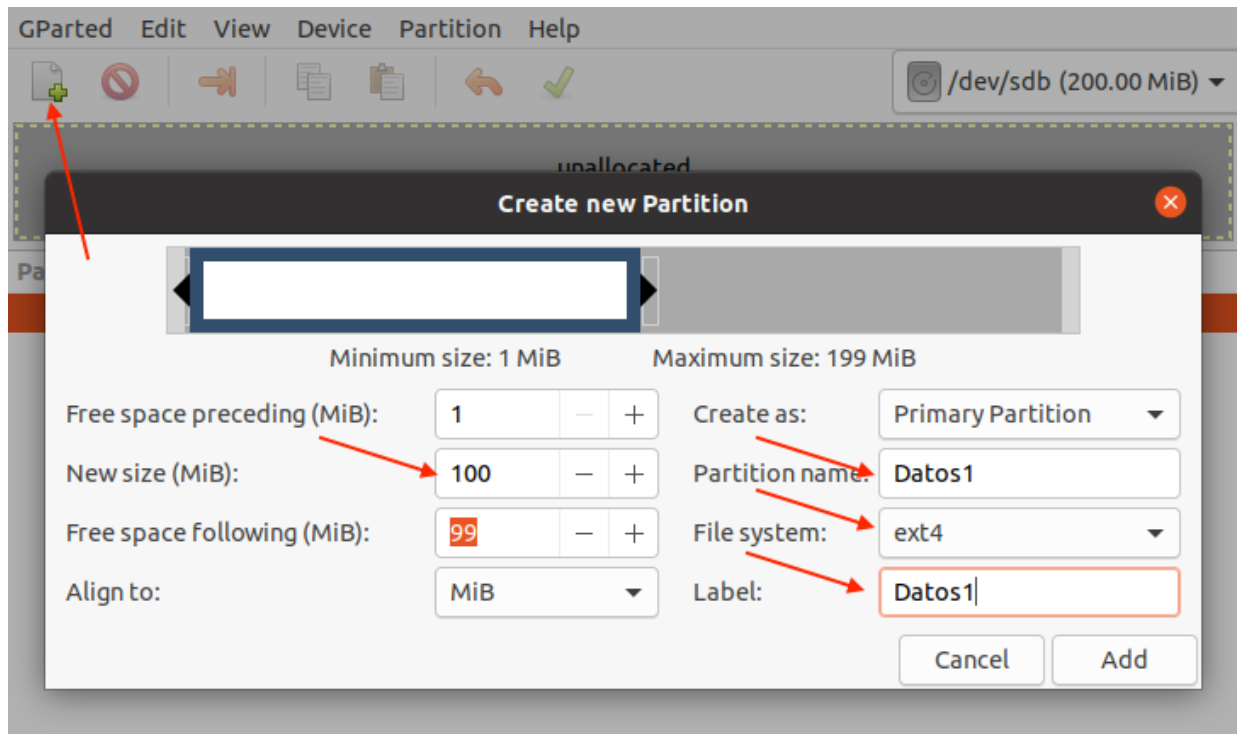 GParted Edit View Device Partition Help
/dev/sdb (200.00 MiB)
unallocated
Create new Partition
Pa
Minimum size: 1 MiB Maximum size: 199 MiB
Free space preceding (MiB): 1 − + Create as: Primary Partition
New size (MiB): 100 − + Partition name: Datos1
Free space following (MiB): 99 − + File system: ext4
Align to: MiB Label: Datos1
Cancel Add